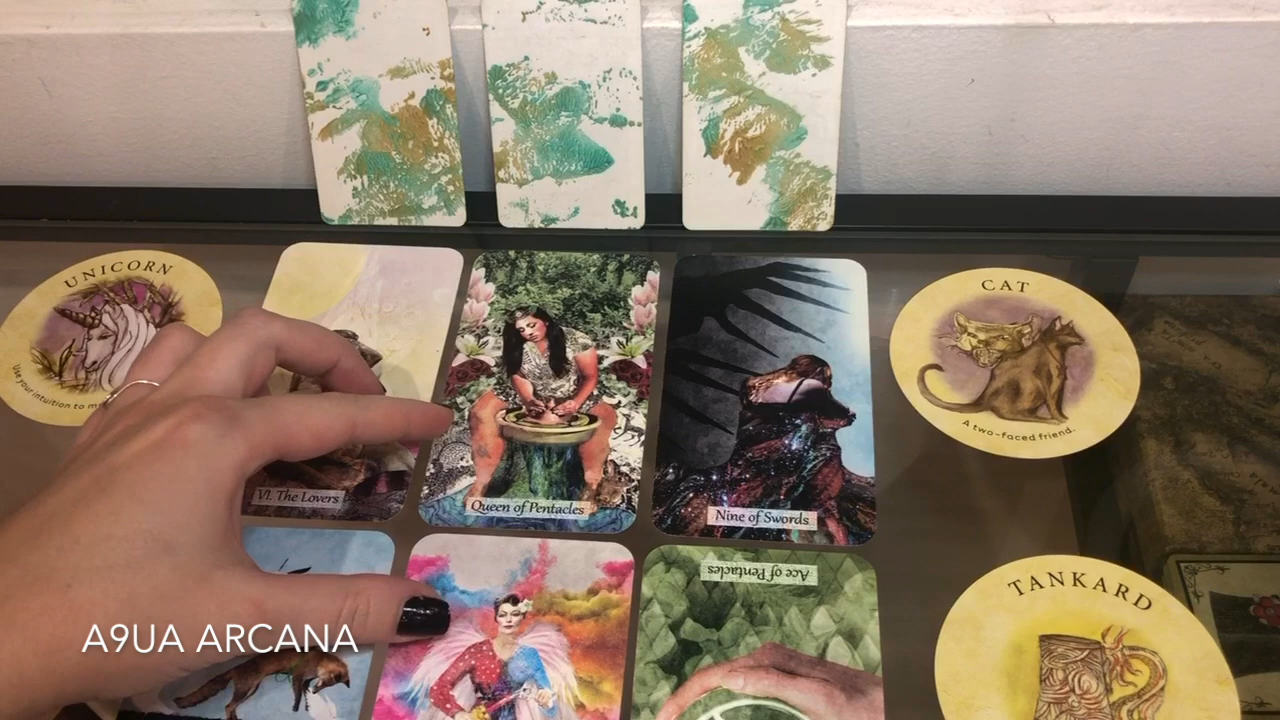 UNICORN
Use your intuition to
CAT
A two-faced friend.
VI. The Lovers
Queen of Pentacles
Nine of Swords
Ace of Pentacles
TANKARD
A9UA ARCANA